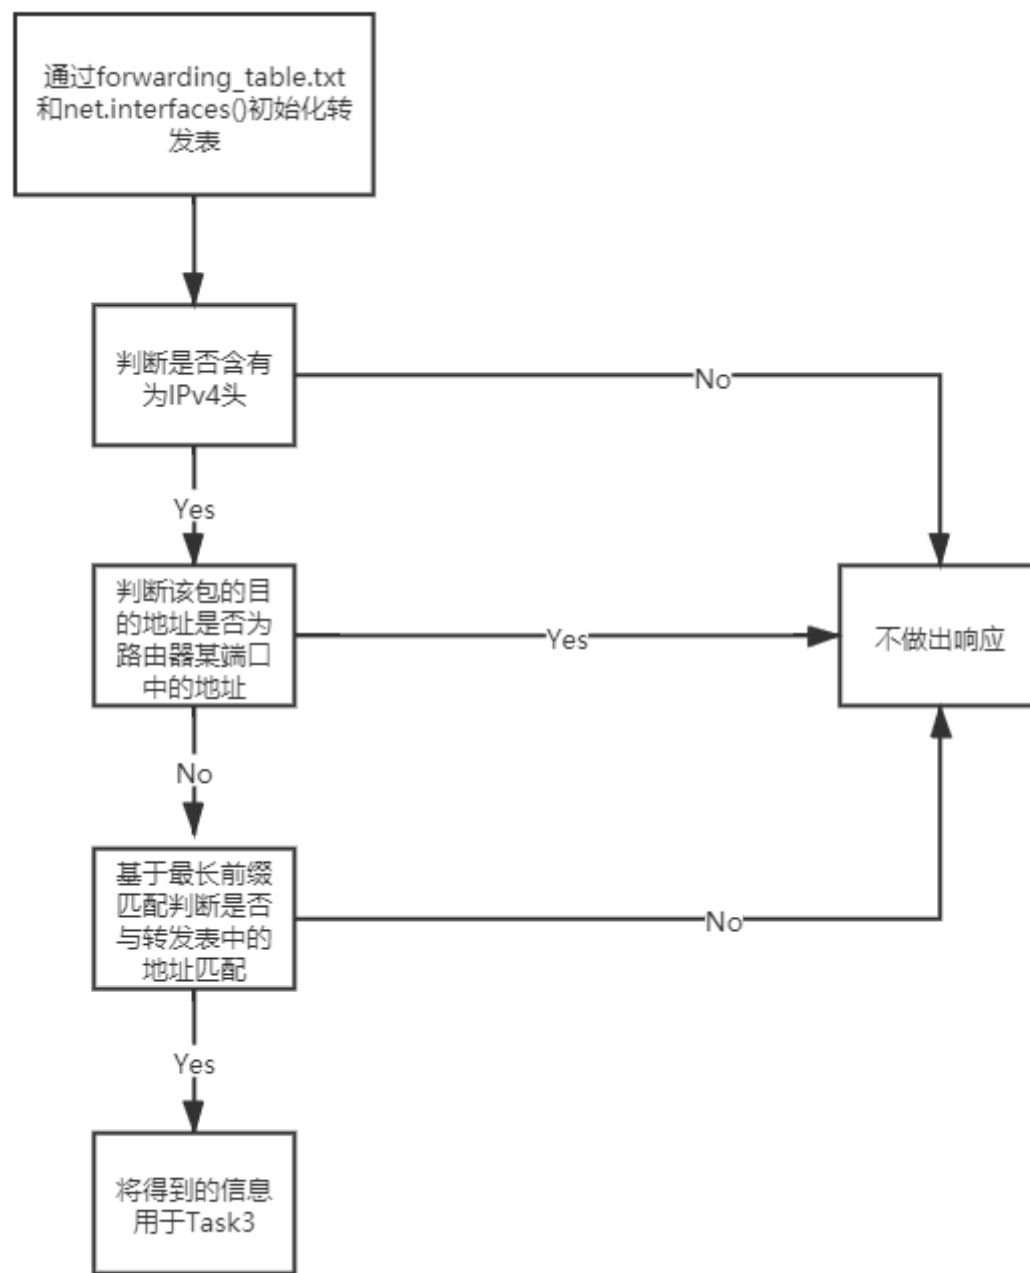 通过forwarding_table.txt
和net.interfaces()初始化转
发表
判断是否含有
为IPv4头
No
Yes
判断该包的目
的地址是否为
路由器某端口
中的地址
Yes
不做出响应
No
基于最长前缀
匹配判断是否
与转发表中的
地址匹配
No
Yes
将得到的信息
用于Task3